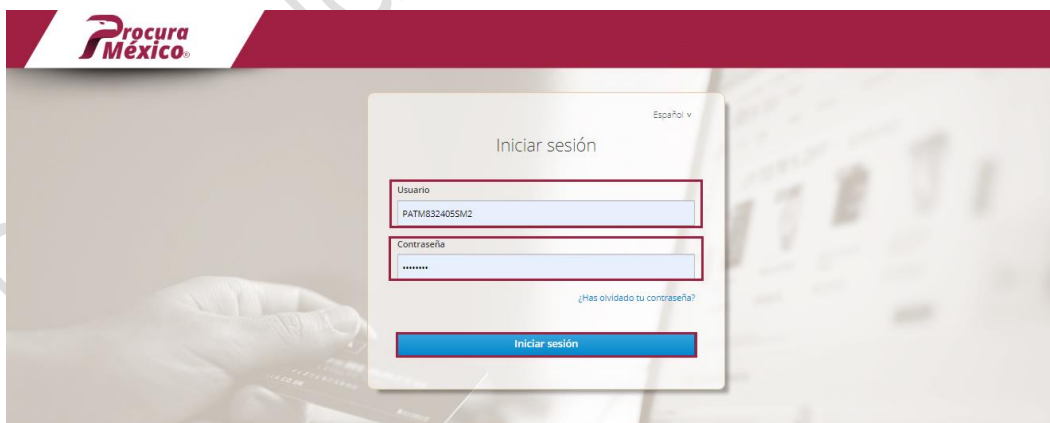 Procura
México®
Español v
Iniciar sesión
Usuario
PATM832405SM2
Contraseña
••••••••
¿Has olvidado tu contraseña?
Iniciar sesión